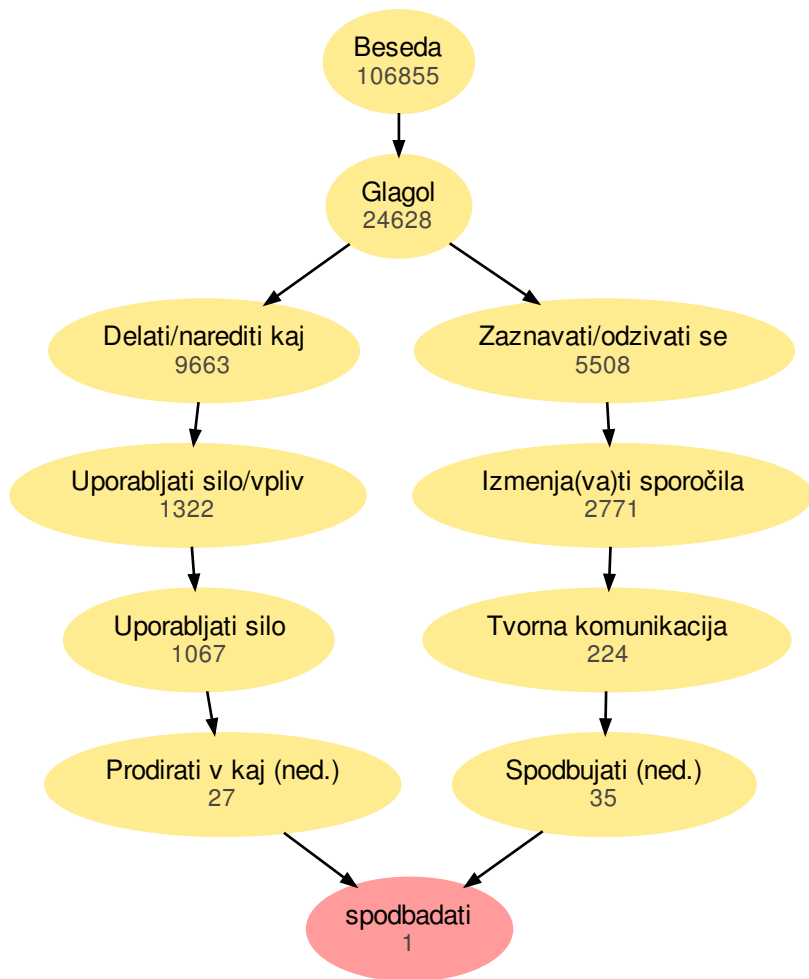 Beseda
106855
Glagol
24628
Delati/narediti kaj
9663
Zaznavati/odzivati se
5508
Uporabljati silo/vpliv
1322
Izmenja(va)ti sporočila
2771
Uporabljati silo
1067
Tvorna komunikacija
224
Prodirati v kaj (ned.)
27
Spodbujati (ned.)
35
spodbadati
1